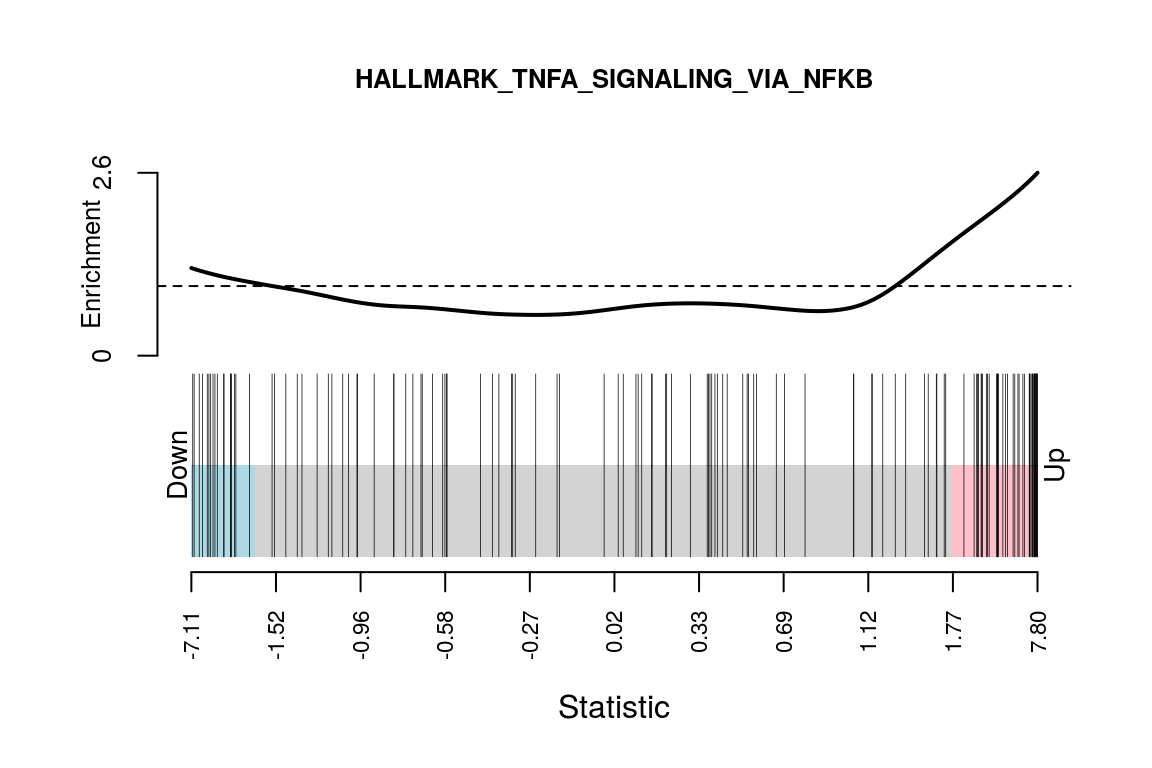 HALLMARK_TNFA_SIGNALING_VIA_NFKB
Enrichment
2.6
0
Down
Up
-7.11
-1.52
-0.96
-0.58
-0.27
0.02
0.33
0.69
1.12
1.77
7.80
Statistic